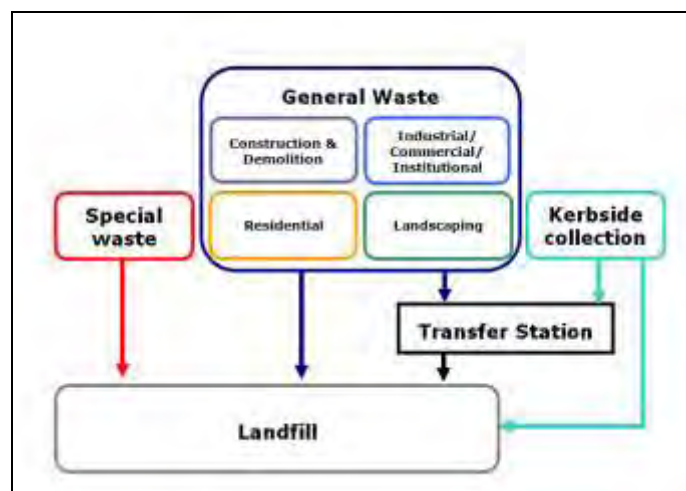 General Waste
Construction &
Demolition
Industrial/
Commercial/
Institutional
Special
waste
Residential
Landscaping
Kerbside
collection
Transfer Station
Landfill